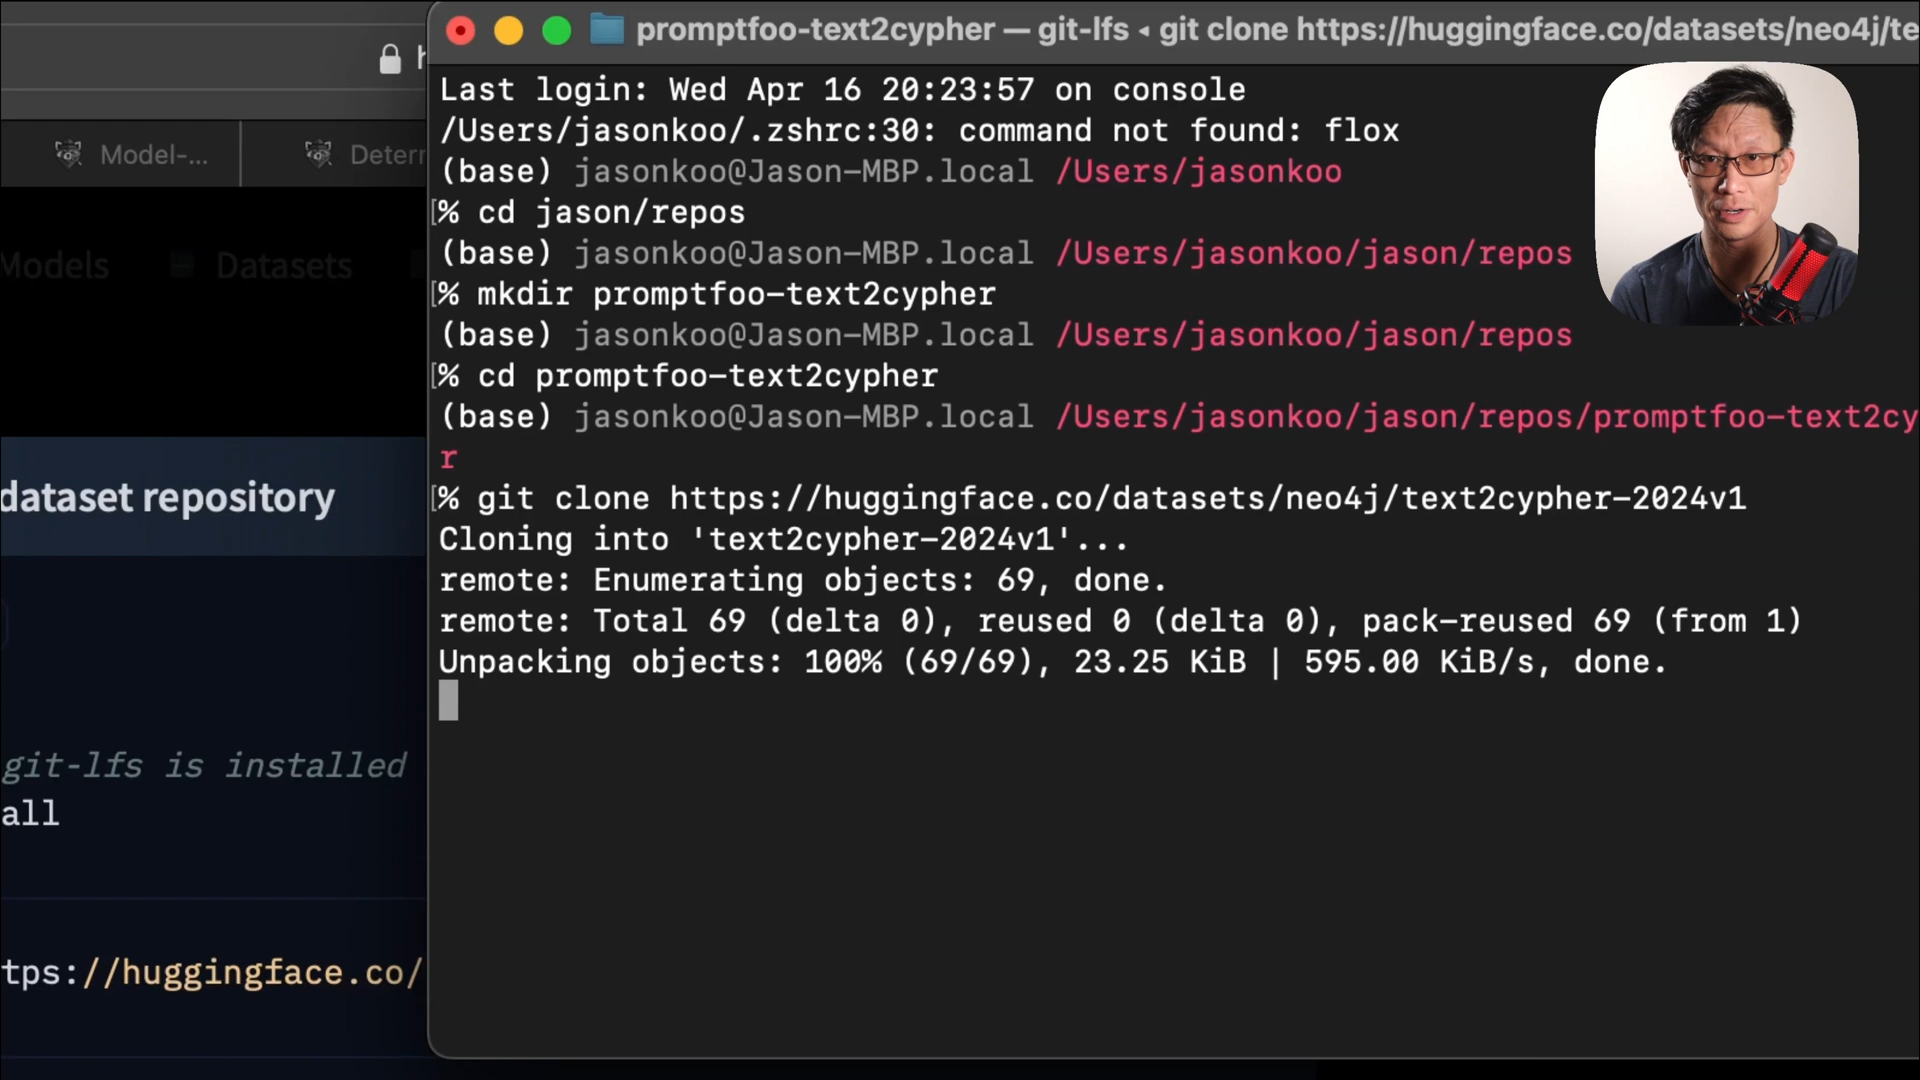 promptfoo-text2cypher — git-lfs ◂ git clone https://huggingface.co/datasets/neo4j/te
Last login: Wed Apr 16 20:23:57 on console
/Users/jasonkoo/.zshrc:30: command not found: flox
(base) jasonkoo@Jason-MBP.local /Users/jasonkoo
[% cd jason/repos
(base) jasonkoo@Jason-MBP.local /Users/jasonkoo/jason/repos
[% mkdir promptfoo-text2cypher
(base) jasonkoo@Jason-MBP.local /Users/jasonkoo/jason/repos
[% cd promptfoo-text2cypher
(base) jasonkoo@Jason-MBP.local /Users/jasonkoo/jason/repos/promptfoo-text2cy
r
[% git clone https://huggingface.co/datasets/neo4j/text2cypher-2024v1
Cloning into 'text2cypher-2024v1'...
remote: Enumerating objects: 69, done.
remote: Total 69 (delta 0), reused 0 (delta 0), pack-reused 69 (from 1)
Unpacking objects: 100% (69/69), 23.25 KiB | 595.00 KiB/s, done.
h
Model-... Deterr
Models Datasets
dataset repository
git-lfs is installed
all
tps://huggingface.co/